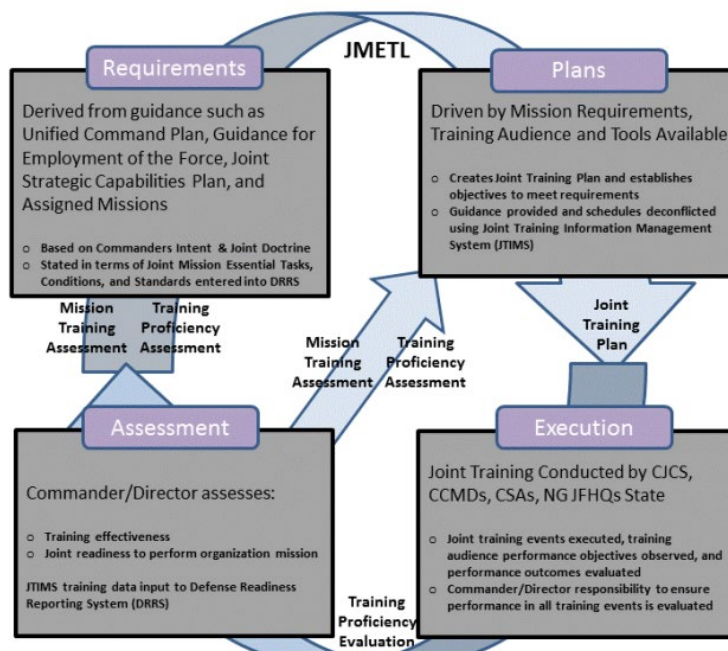 JMETL
Requirements
Derived from guidance such as
Unified Command Plan, Guidance for
Employment of the Force, Joint
Strategic Capabilities Plan, and
Assigned Missions
o Based on Commanders Intent & Joint Doctrine
o Stated in terms of Joint Mission Essential Tasks,
Conditions, and Standards entered into DRRS
Plans
Driven by Mission Requirements,
Training Audience and Tools Available
o Creates Joint Training Plan and establishes
objectives to meet requirements
o Guidance provided and schedules deconflicted
using Joint Training Information Management
System (JTIMS)
Mission
Training
Assessment
Training
Proficiency
Assessment
Mission
Training
Assessment
Training
Proficiency
Assessment
Joint
Training
Plan
Assessment
Commander/Director assesses:
o Training effectiveness
o Joint readiness to perform organization mission
JTIMS training data input to Defense Readiness
Reporting System (DRRS)
Execution
Joint Training Conducted by CJCS,
CCMDs, CSAs, NG JFHQs State
o Joint training events executed, training
audience performance objectives observed, and
performance outcomes evaluated
o Commander/Director responsibility to ensure
performance in all training events is evaluated
Training
Proficiency
Evaluation